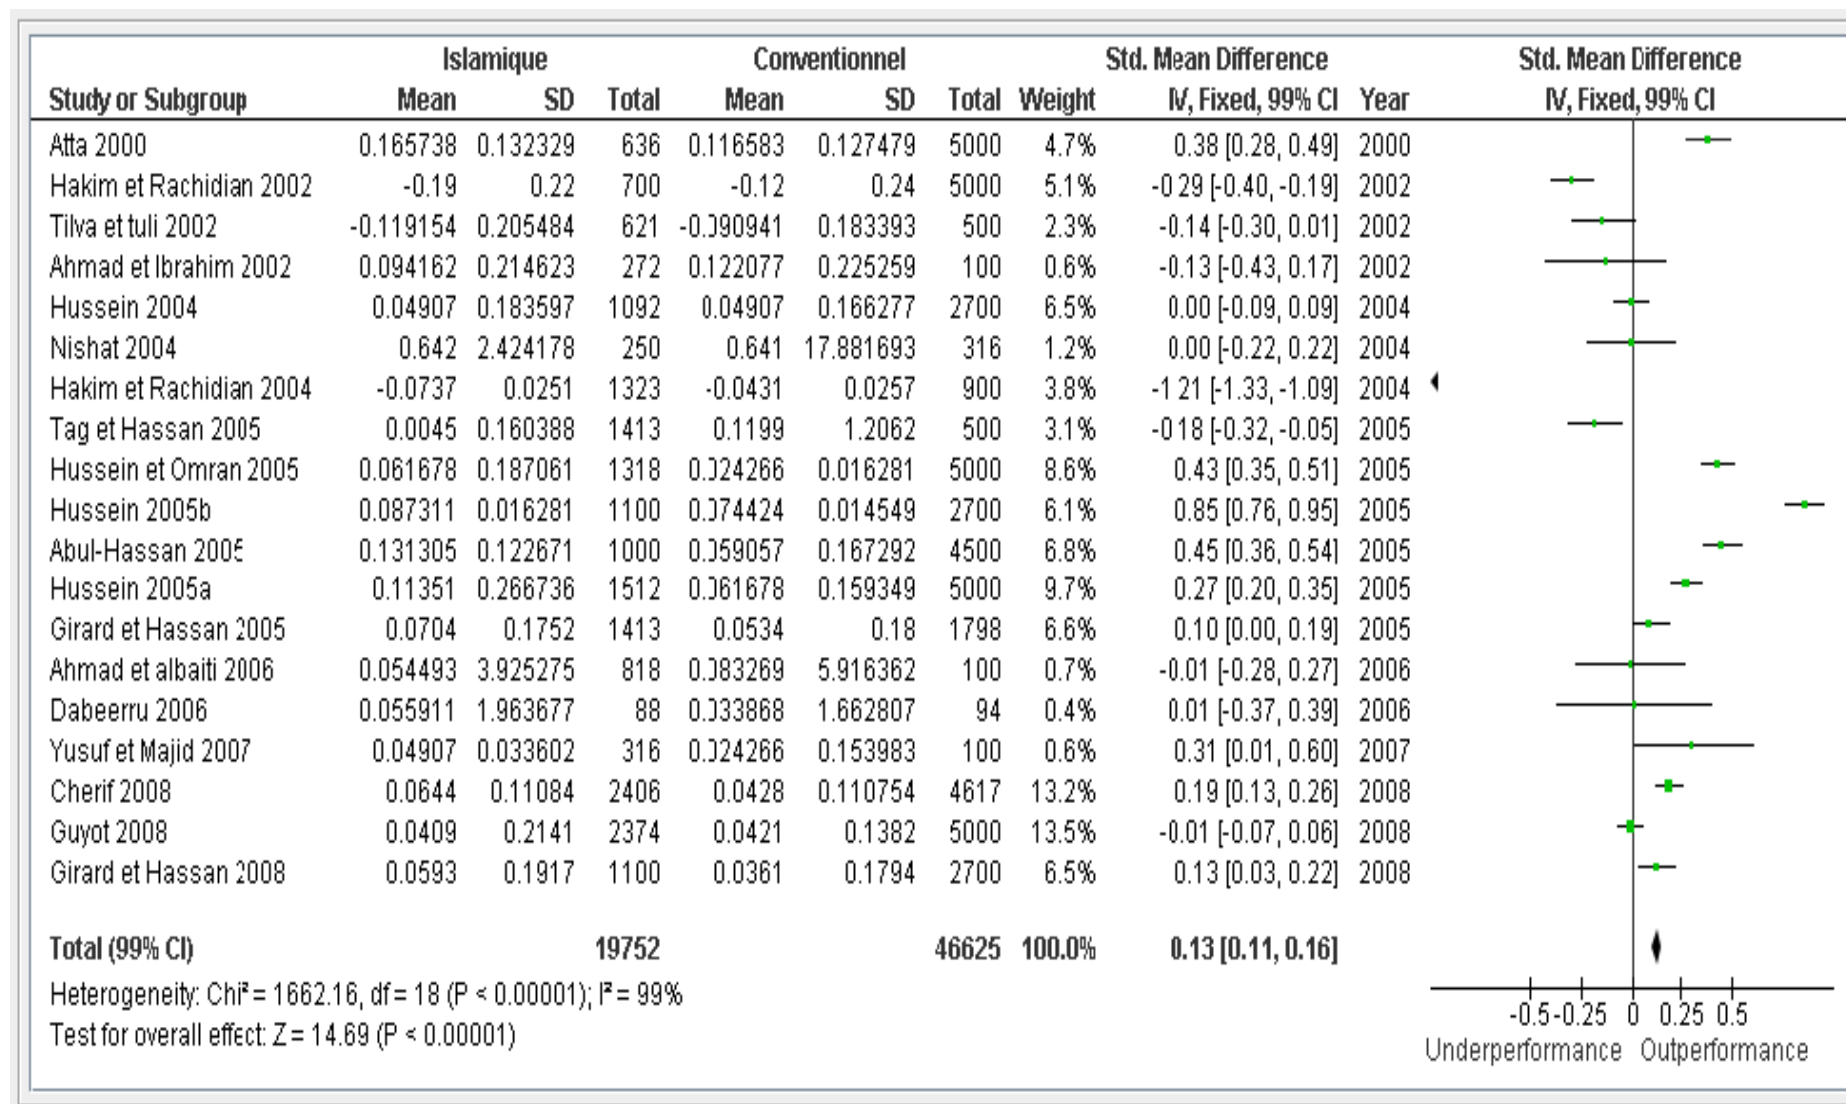 Islamique Conventionnel Std. Mean Difference Std. Mean Difference
Study or Subgroup Mean SD Total Mean SD Total Weight IV, Fixed, 99% CI Year IV, Fixed, 99% CI
Atta 2000 0.165738 0.132329 636 0.116583 0.127479 5000 4.7% 0.38 [0.28, 0.49] 2000
Hakim et Rachidian 2002 -0.19 0.22 700 -0.12 0.24 5000 5.1% -0.29 [-0.40, -0.19] 2002
Tilva et tuli 2002 -0.119154 0.205484 621 -0.090941 0.183393 500 2.3% -0.14 [-0.30, 0.01] 2002
Ahmad et Ibrahim 2002 0.094162 0.214623 272 0.122077 0.225259 100 0.6% -0.13 [-0.43, 0.17] 2002
Hussein 2004 0.04907 0.183597 1092 0.04907 0.166277 2700 6.5% 0.00 [-0.09, 0.09] 2004
Nishat 2004 0.642 2.424178 250 0.641 17.881693 316 1.2% 0.00 [-0.22, 0.22] 2004
Hakim et Rachidian 2004 -0.0737 0.0251 1323 -0.0431 0.0257 900 3.8% -1.21 [-1.33, -1.09] 2004
Tag et Hassan 2005 0.0045 0.160388 1413 0.1199 1.2062 500 3.1% -0.18 [-0.32, -0.05] 2005
Hussein et Omran 2005 0.061678 0.187061 1318 0.024266 0.016281 5000 8.6% 0.43 [0.35, 0.51] 2005
Hussein 2005b 0.087311 0.016281 1100 0.074424 0.014549 2700 6.1% 0.85 [0.76, 0.95] 2005
Abul-Hassan 2005 0.131305 0.122671 1000 0.059057 0.167292 4500 6.8% 0.45 [0.36, 0.54] 2005
Hussein 2005a 0.11351 0.266736 1512 0.061678 0.159349 5000 9.7% 0.27 [0.20, 0.35] 2005
Girard et Hassan 2005 0.0704 0.1752 1413 0.0534 0.18 1798 6.6% 0.10 [0.00, 0.19] 2005
Ahmad et albaiti 2006 0.054493 3.925275 818 0.083269 5.916362 100 0.7% -0.01 [-0.28, 0.27] 2006
Dabeerru 2006 0.055911 1.963677 88 0.033868 1.662807 94 0.4% 0.01 [-0.37, 0.39] 2006
Yusuf et Majid 2007 0.04907 0.033602 316 0.024266 0.153983 100 0.6% 0.31 [0.01, 0.60] 2007
Cherif 2008 0.0644 0.11084 2406 0.0428 0.110754 4617 13.2% 0.19 [0.13, 0.26] 2008
Guyot 2008 0.0409 0.2141 2374 0.0421 0.1382 5000 13.5% -0.01 [-0.07, 0.06] 2008
Girard et Hassan 2008 0.0593 0.1917 1100 0.0361 0.1794 2700 6.5% 0.13 [0.03, 0.22] 2008
Total (99% CI) 19752 46625 100.0% 0.13 [0.11, 0.16]
Heterogeneity: Chi² = 1662.16, df = 18 (P < 0.00001); I² = 99%
Test for overall effect: Z = 14.69 (P < 0.00001)
-0.5 -0.25 0 0.25 0.5
Underperformance Outperformance